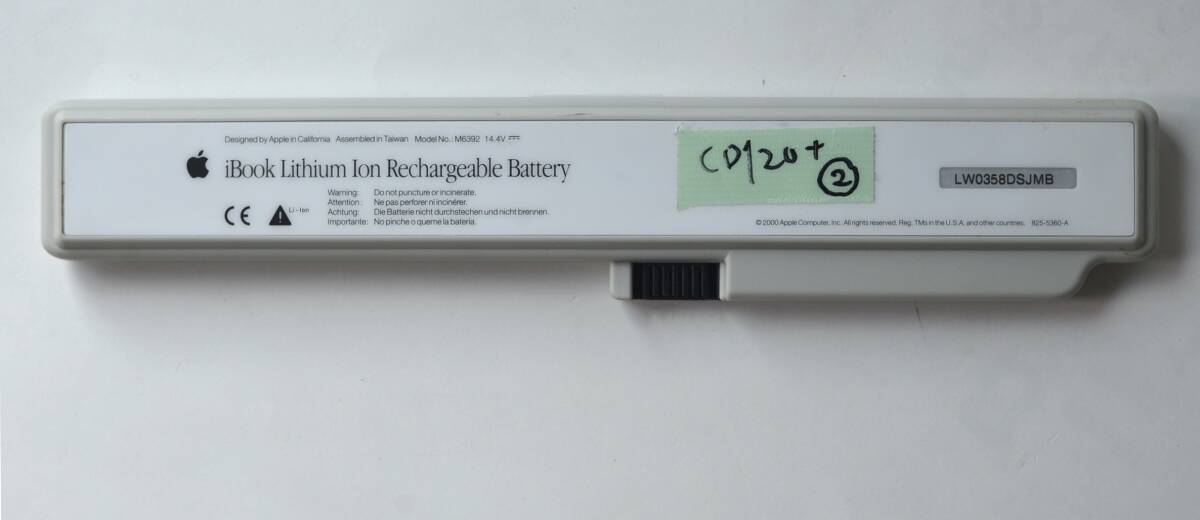 Designed by Apple in California Assembled in Taiwan Model No.: M6392 14.4V
iBook Lithium Ion Rechargeable Battery
Warning: Do not puncture or incinerate.
Attention: Ne pas perforer ni incinérer.
Achtung: Die Batterie nicht durchstechen und nicht brennen.
Importante: No pinche o queme la batería.
CE
Li-Ion
CD/20+
②
LW0358DSJMB
© 2000 Apple Computer, Inc. All rights reserved. Reg. TMs in the U.S.A. and other countries. 825-5360-A